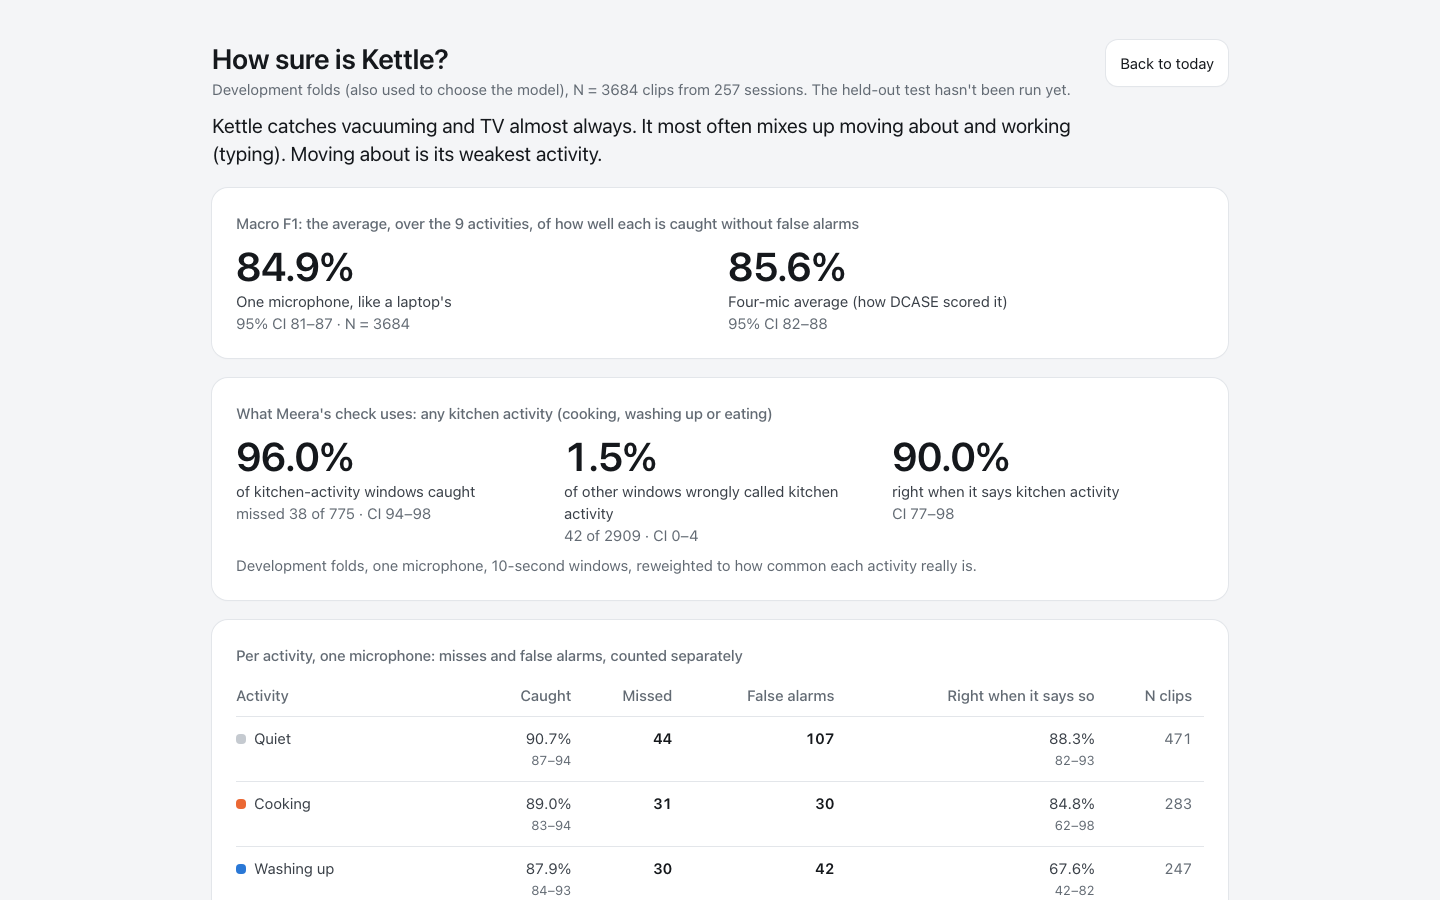 How sure is Kettle?
Back to today
Development folds (also used to choose the model), N = 3684 clips from 257 sessions. The held-out test hasn't been run yet.
Kettle catches vacuuming and TV almost always. It most often mixes up moving about and working
(typing). Moving about is its weakest activity.
Macro F1: the average, over the 9 activities, of how well each is caught without false alarms
84.9% 85.6%
One microphone, like a laptop's Four-mic average (how DCASE scored it)
95% CI 81–87 · N = 3684 95% CI 82–88
What Meera's check uses: any kitchen activity (cooking, washing up or eating)
96.0% 1.5% 90.0%
of kitchen-activity windows caught of other windows wrongly called kitchen right when it says kitchen activity
missed 38 of 775 · CI 94–98 activity CI 77–98
42 of 2909 · CI 0–4
Development folds, one microphone, 10-second windows, reweighted to how common each activity really is.
Per activity, one microphone: misses and false alarms, counted separately
Activity Caught Missed False alarms Right when it says so N clips
Quiet 90.7% 44 107 88.3% 471
87–94 82–93
Cooking 89.0% 31 30 84.8% 283
83–94 62–98
Washing up 87.9% 30 42 67.6% 247
84–93 42–82